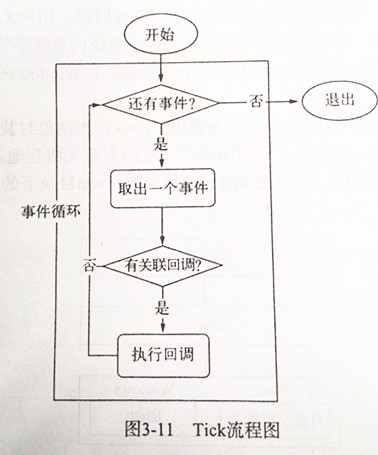 开始
还有事件?
否
退出
是
取出一个事件
事件循环
有关联回调?
否
是
执行回调
图3-11 Tick流程图